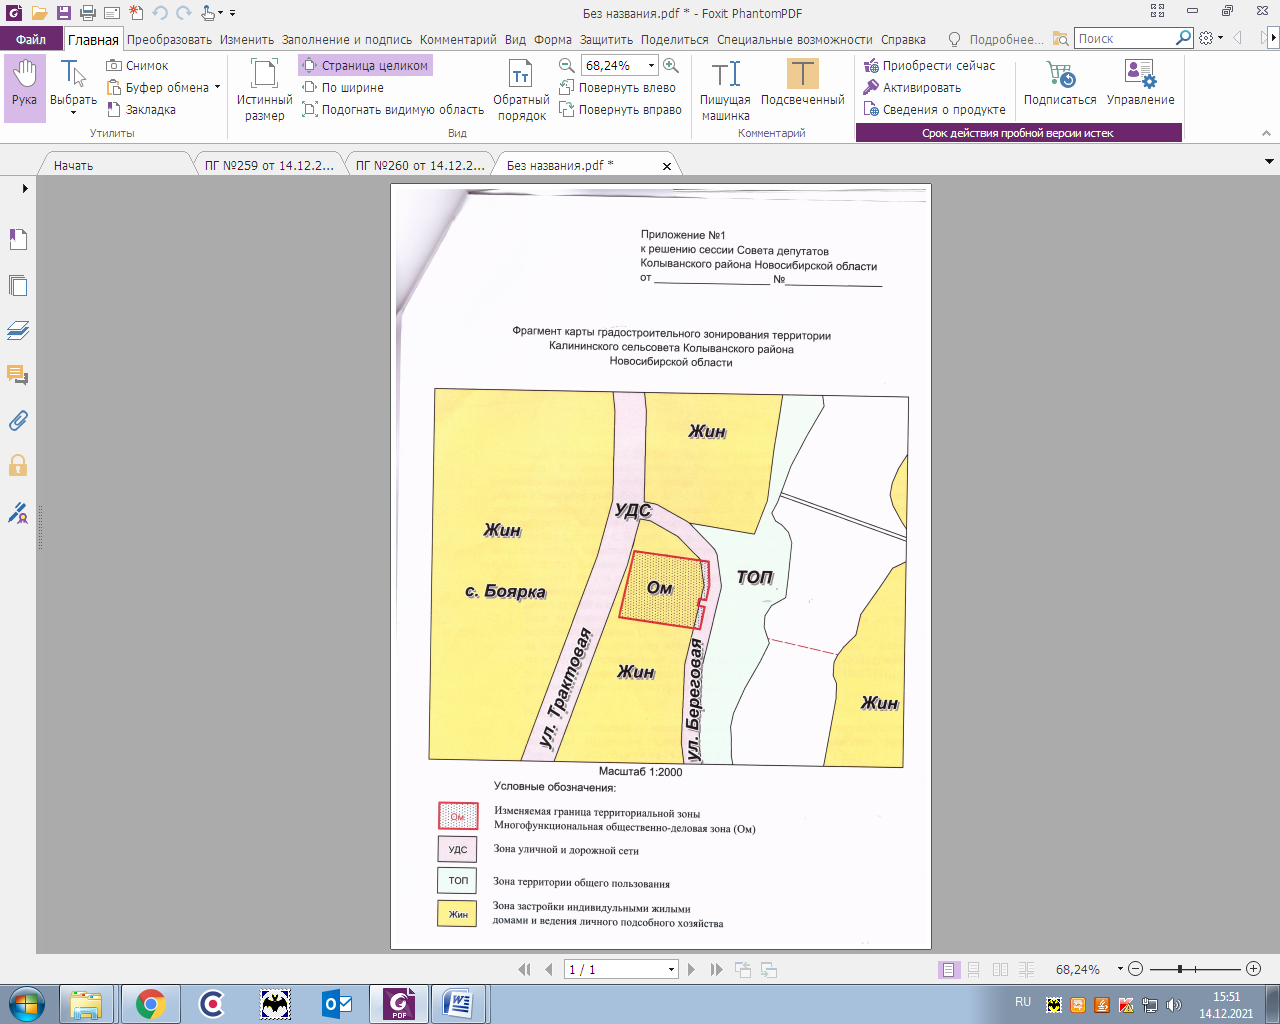 Без названия.pdf * - Foxit PhantomPDF
Файл Главная Преобразовать Изменить Заполнение и подпись Комментарий Вид Форма Защитить Поделиться Специальные возможности Справка Подробнее... Поиск
Рука
Выбрать
Снимок
Буфер обмена
Закладка
Утилиты
Истинный размер
Страница целиком
По ширине
Подогнать видимую область
Обратный порядок
68,24%
Повернуть влево
Повернуть вправо
Вид
Пишущая машинка
Подсвеченный
Комментарий
Приобрести сейчас
Активировать
Сведения о продукте
Подписаться
Управление
Срок действия пробной версии истек
Начать ПГ №259 от 14.12.2... ПГ №260 от 14.12.2... Без названия.pdf *
Приложение №1
к решению сессии Совета депутатов
Колыванского района Новосибирской области
от ____________________ №________________
Фрагмент карты градостроительного зонирования территории
Калининского сельсовета Колыванского района
Новосибирской области
Жин
УДС
Жин
с. Боярка
Ом
ТОП
ул. Трактовая
Жин
ул. Береговая
Жин
Масштаб 1:2000
Условные обозначения:
Ом
Изменяемая граница территориальной зоны
Многофункциональная общественно-деловая зона (Ом)
УДС Зона уличной и дорожной сети
ТОП Зона территории общего пользования
Жин
Зона застройки индивидульными жилыми
домами и ведения личного подсобного хозяйства
1 / 1
68,24%
PDF
RU
15:51
14.12.2021